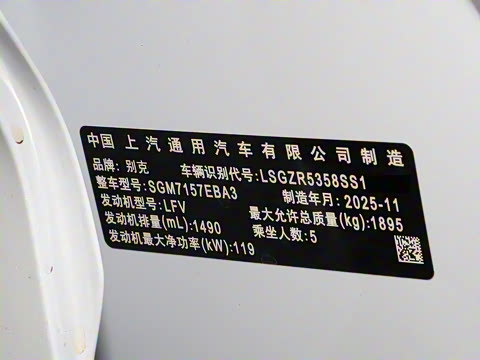 中国上汽通用汽车有限公司制造
品牌:别克 车辆识别代号:LSGZR5358SS1
整车型号:SGM7157EBA3 制造年月:2025-11
发动机型号:LFV 最大允许总质量(kg):1895
发动机排量(mL):1490 乘坐人数:5
发动机最大净功率(kW):119